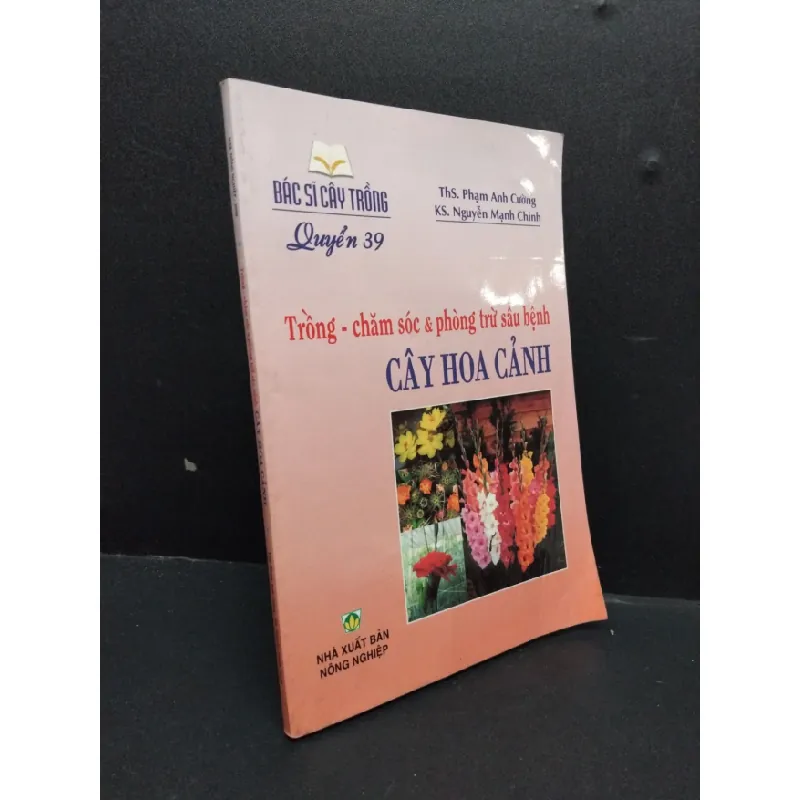 BÁC SĨ CÂY TRỒNG
Quyển 39
ThS. Phạm Anh Cường
KS. Nguyễn Mạnh Chinh
Trồng - chăm sóc & phòng trừ sâu bệnh
CÂY HOA CẢNH
NHÀ XUẤT BẢN
NÔNG NGHIỆP